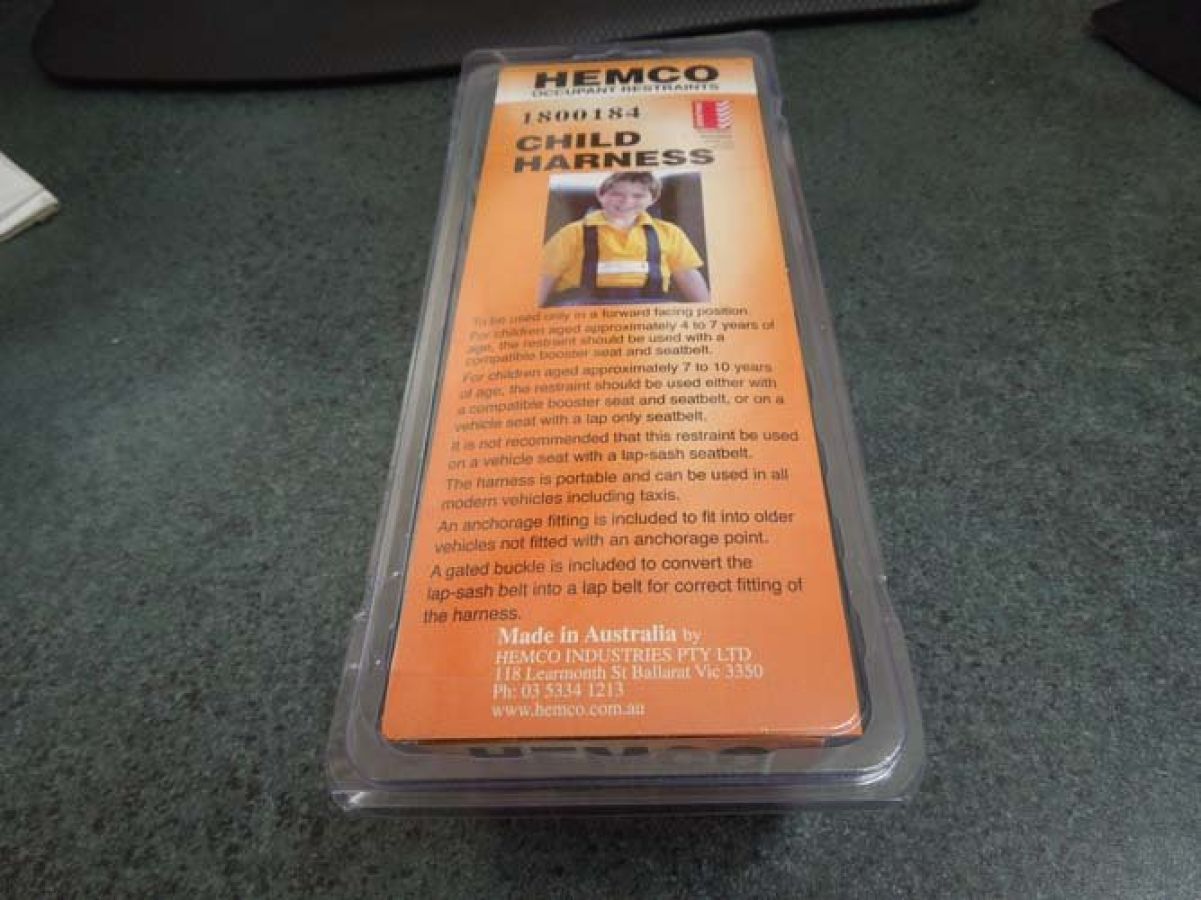 HEMCO
OCCUPANT RESTRAINTS
1800184
CHILD
HARNESS
To be used only in a forward facing position.
For children aged approximately 4 to 7 years of
age, the restraint should be used with a
compatible booster seat and seatbelt.
For children aged approximately 7 to 10 years
of age, the restraint should be used either with
a compatible booster seat and seatbelt, or on a
vehicle seat with a lap only seatbelt.
It is not recommended that this restraint be used
on a vehicle seat with a lap-sash seatbelt.
The harness is portable and can be used in all
modern vehicles including taxis.
An anchorage fitting is included to fit into older
vehicles not fitted with an anchorage point.
A gated buckle is included to convert the
lap-sash belt into a lap belt for correct fitting of
the harness.
Made in Australia by
HEMCO INDUSTRIES PTY LTD
118 Learmonth St Ballarat Vic 3350
Ph: 03 5334 1213
www.hemco.com.au
HEMCO